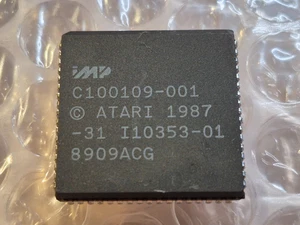 imp
C100109-001
© ATARI 1987
-31 I10353-01
8909ACG